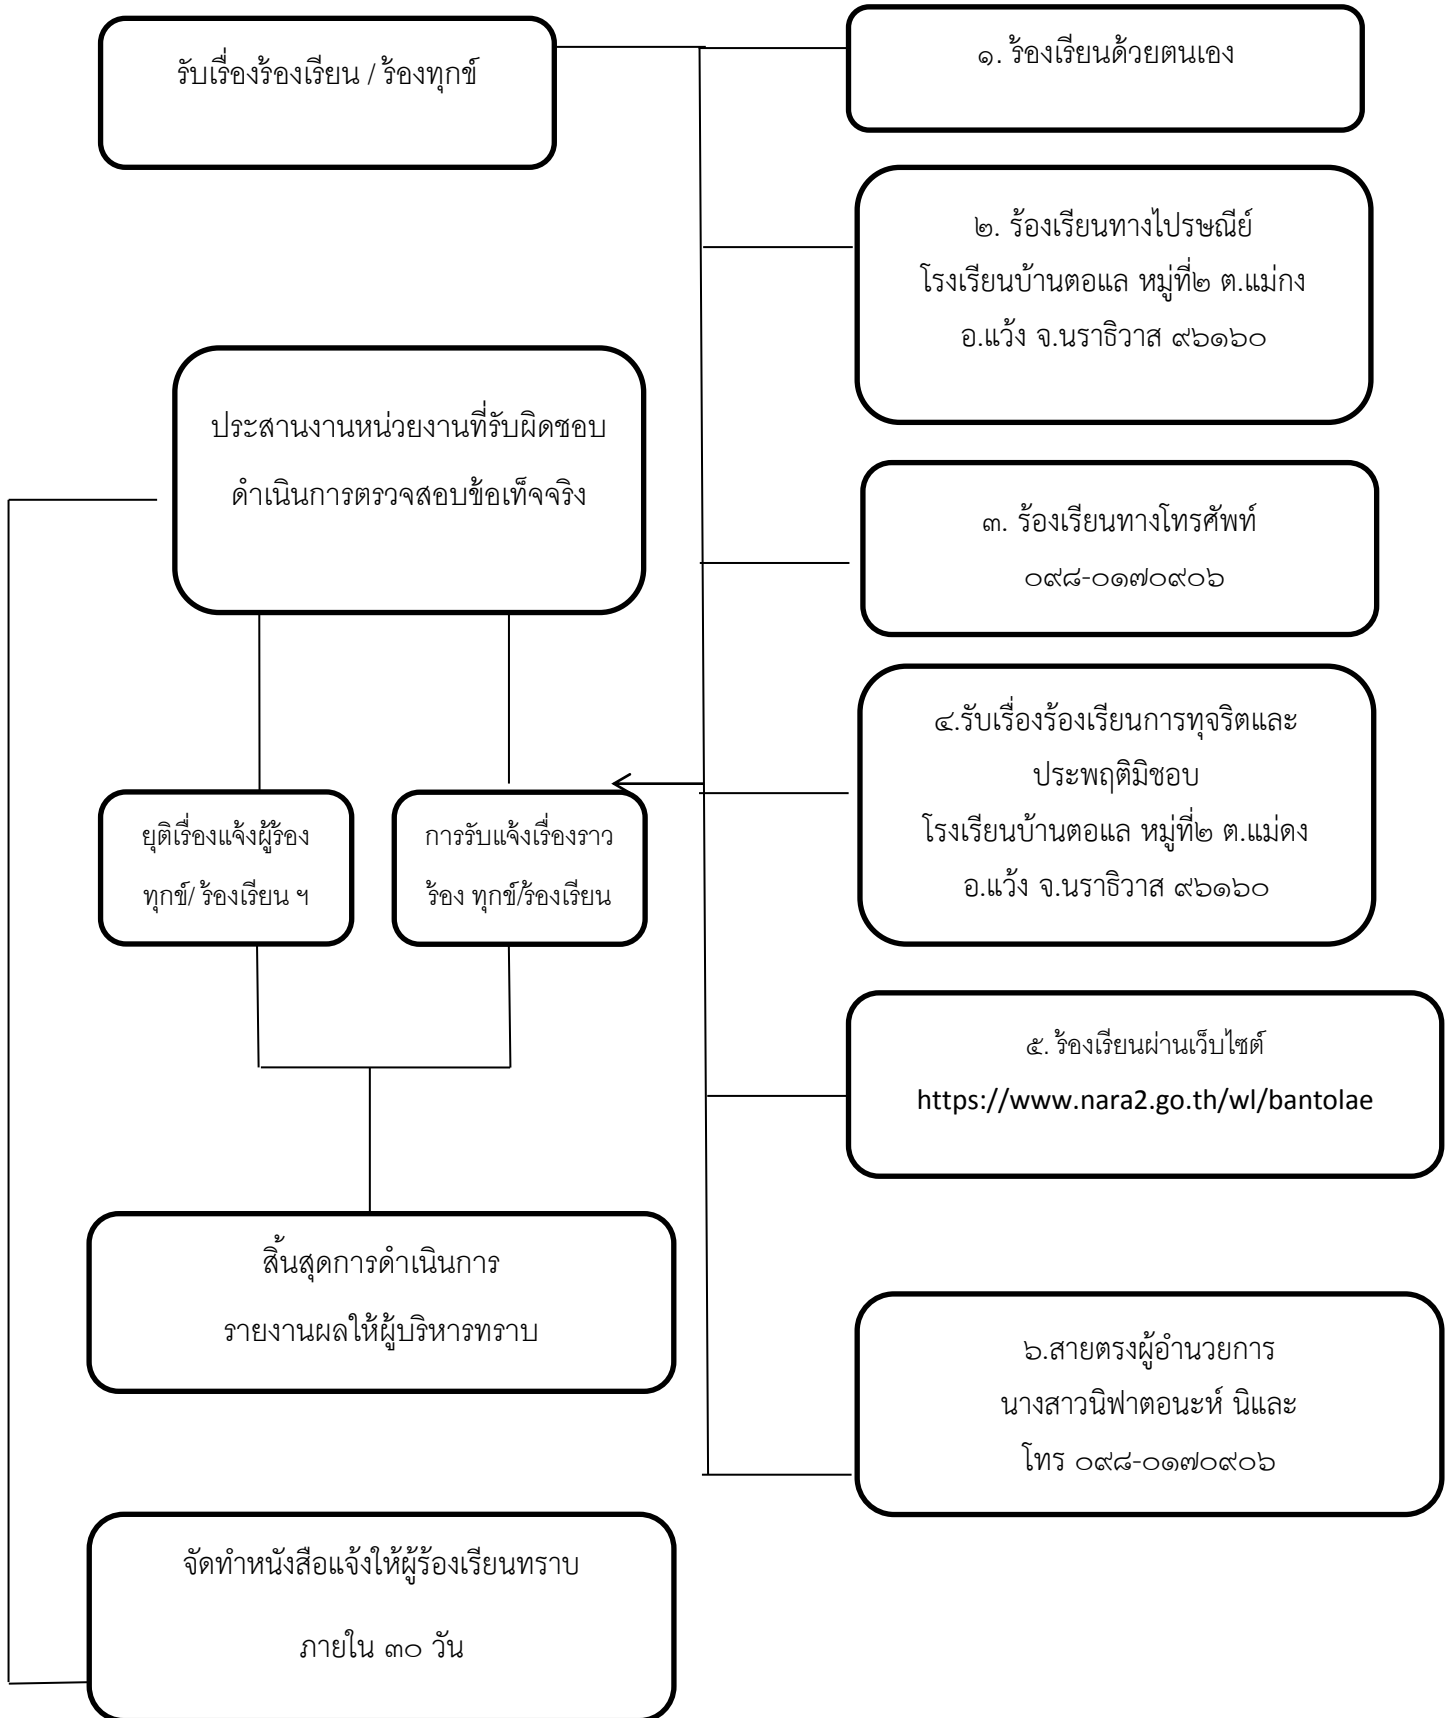 รับเรื่องร้องเรียน / ร้องทุกข์
๑. ร้องเรียนด้วยตนเอง
๒. ร้องเรียนทางไปรษณีย์
โรงเรียนบ้านตอแล หมู่ที่๒ ต.แม่กง
อ.แว้ง จ.นราธิวาส ๙๖๑๖๐
ประสานงานหน่วยงานที่รับผิดชอบ
ดำเนินการตรวจสอบข้อเท็จจริง
๓. ร้องเรียนทางโทรศัพท์
๐๙๘-๐๑๗๐๙๐๖
๔.รับเรื่องร้องเรียนการทุจริตและ
ประพฤติมิชอบ
โรงเรียนบ้านตอแล หมู่ที่๒ ต.แม่ดง
อ.แว้ง จ.นราธิวาส ๙๖๑๖๐
ยุติเรื่องแจ้งผู้ร้อง
ทุกข์/ ร้องเรียน ฯ
การรับแจ้งเรื่องราว
ร้อง ทุกข์/ร้องเรียน
๕. ร้องเรียนผ่านเว็บไซต์
https://www.nara2.go.th/wl/bantolae
สิ้นสุดการดำเนินการ
รายงานผลให้ผู้บริหารทราบ
๖.สายตรงผู้อำนวยการ
นางสาวนิฟาตอนะห์ นิและ
โทร ๐๙๘-๐๑๗๐๙๐๖
จัดทำหนังสือแจ้งให้ผู้ร้องเรียนทราบ
ภายใน ๓๐ วัน